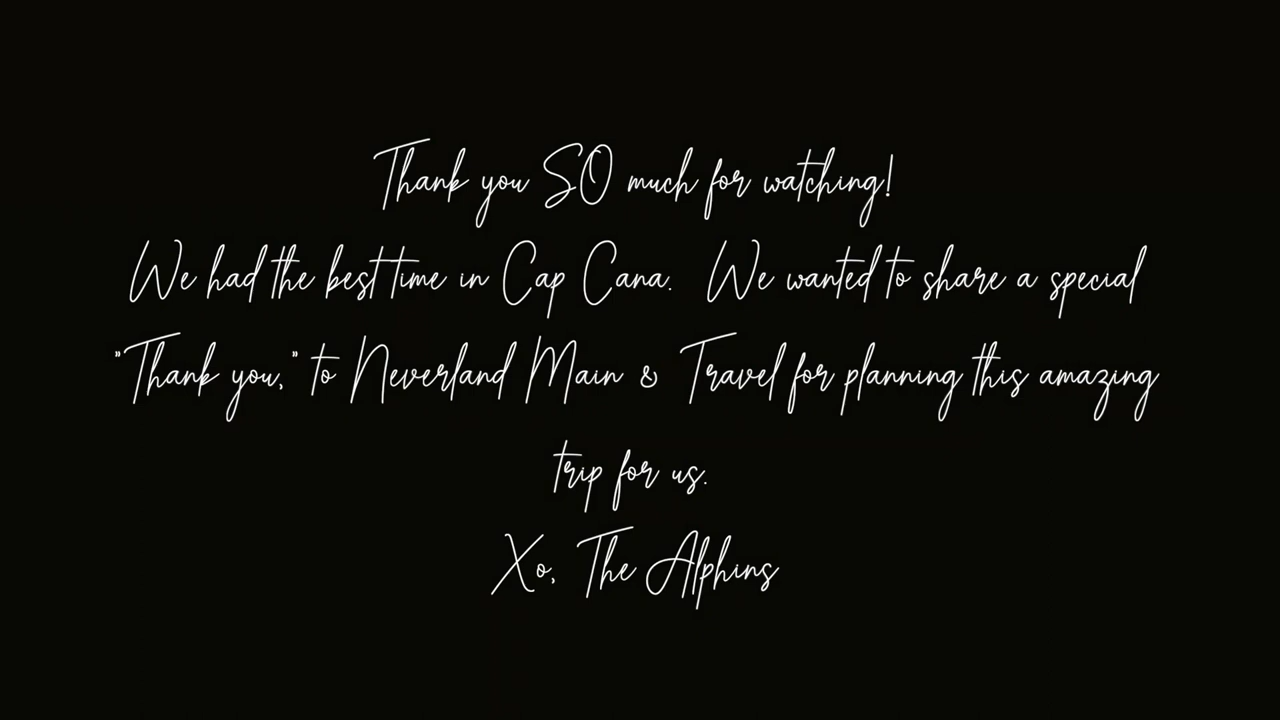 Thank you SO much for watching!
We had the best time in Cap Cana. We wanted to share a special
"Thank you," to Neverland Main & Travel for planning this amazing
trip for us.
Xo, The Alphins